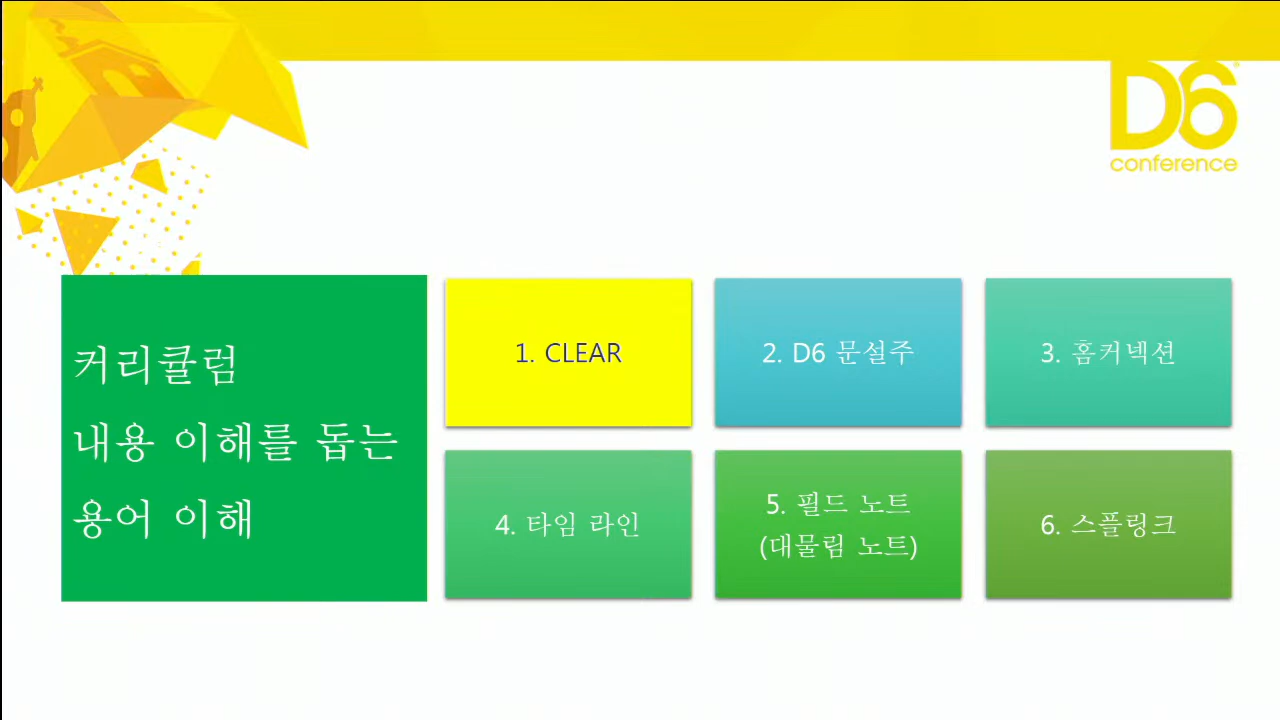 D6
conference
커리큘럼
내용 이해를 돕는
용어 이해
1. CLEAR
2. D6 문설주
3. 홈커넥션
4. 타임 라인
5. 필드 노트
(대물림 노트)
6. 스플링크